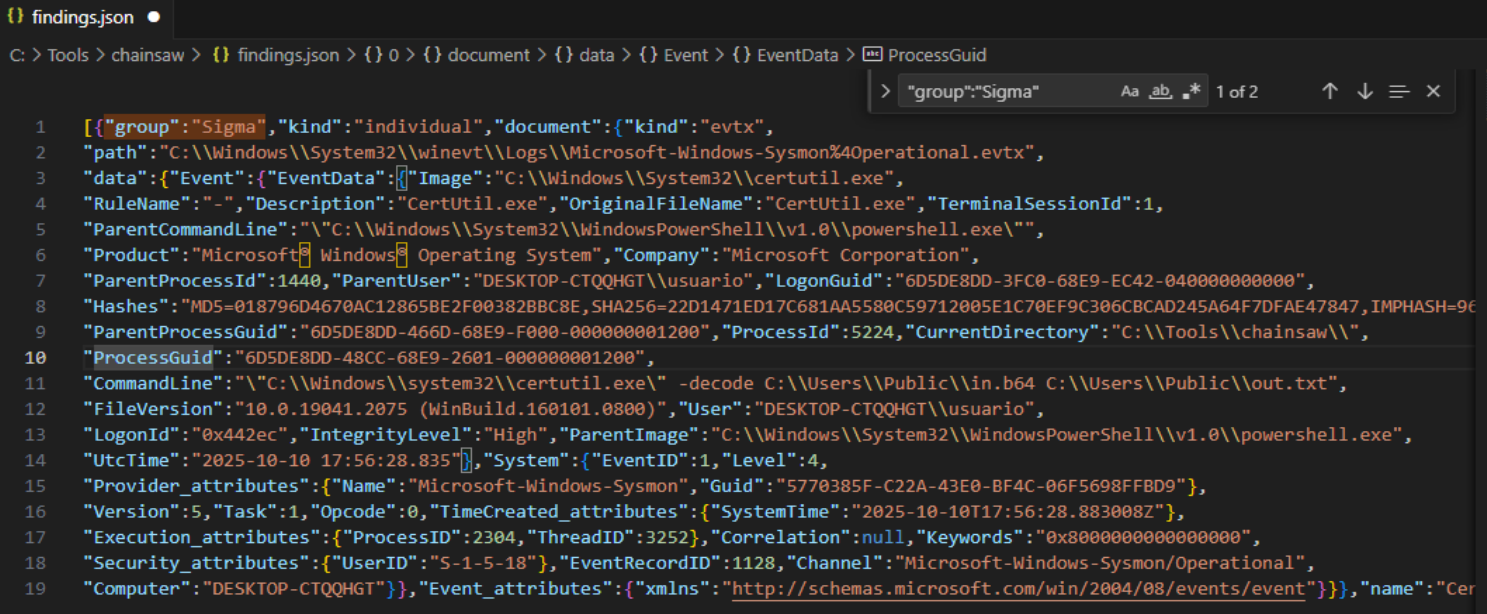 findings.json
C: > Tools > chainsaw > {} findings.json > {} 0 > {} document > {} data > {} Event > {} EventData > abc ProcessGuid
> "group":"Sigma" Aa ab .* 1 of 2
1 [{"group":"Sigma","kind":"individual","document":{"kind":"evtx",
2 "path":"C:\\Windows\\System32\\winevt\\Logs\\Microsoft-Windows-Sysmon%4Operational.evtx",
3 "data":{"Event":{"EventData":{"Image":"C:\\Windows\\System32\\certutil.exe",
4 "RuleName":"-","Description":"CertUtil.exe","OriginalFileName":"CertUtil.exe","TerminalSessionId":1,
5 "ParentCommandLine":"\"C:\\Windows\\System32\\WindowsPowerShell\\v1.0\\powershell.exe\"",
6 "Product":"Microsoft® Windows® Operating System","Company":"Microsoft Corporation",
7 "ParentProcessId":1440,"ParentUser":"DESKTOP-CTQQHGT\\usuario","LogonGuid":"6D5DE8DD-3FC0-68E9-EC42-040000000000",
8 "Hashes":"MD5=018796D4670AC12865BE2F00382BBC8E,SHA256=22D1471ED17C681AA5580C59712005E1C70EF9C306CBCAD245A64F7DFAE47847,IMPHASH=96
9 "ParentProcessGuid":"6D5DE8DD-466D-68E9-F000-000000001200","ProcessId":5224,"CurrentDirectory":"C:\\Tools\\chainsaw\\",
10 "ProcessGuid":"6D5DE8DD-48CC-68E9-2601-000000001200",
11 "CommandLine":"\"C:\\Windows\\system32\\certutil.exe\" -decode C:\\Users\\Public\\in.b64 C:\\Users\\Public\\out.txt",
12 "FileVersion":"10.0.19041.2075 (WinBuild.160101.0800)","User":"DESKTOP-CTQQHGT\\usuario",
13 "LogonId":"0x442ec","IntegrityLevel":"High","ParentImage":"C:\\Windows\\System32\\WindowsPowerShell\\v1.0\\powershell.exe",
14 "UtcTime":"2025-10-10 17:56:28.835"},"System":{"EventID":1,"Level":4,
15 "Provider_attributes":{"Name":"Microsoft-Windows-Sysmon","Guid":"5770385F-C22A-43E0-BF4C-06F5698FFBD9"},
16 "Version":5,"Task":1,"Opcode":0,"TimeCreated_attributes":{"SystemTime":"2025-10-10T17:56:28.883008Z"},
17 "Execution_attributes":{"ProcessID":2304,"ThreadID":3252},"Correlation":null,"Keywords":"0x8000000000000000",
18 "Security_attributes":{"UserID":"S-1-5-18"},"EventRecordID":1128,"Channel":"Microsoft-Windows-Sysmon/Operational",
19 "Computer":"DESKTOP-CTQQHGT"}},"Event_attributes":{"xmlns":"http://schemas.microsoft.com/win/2004/08/events/event"}}},"name":"Cer